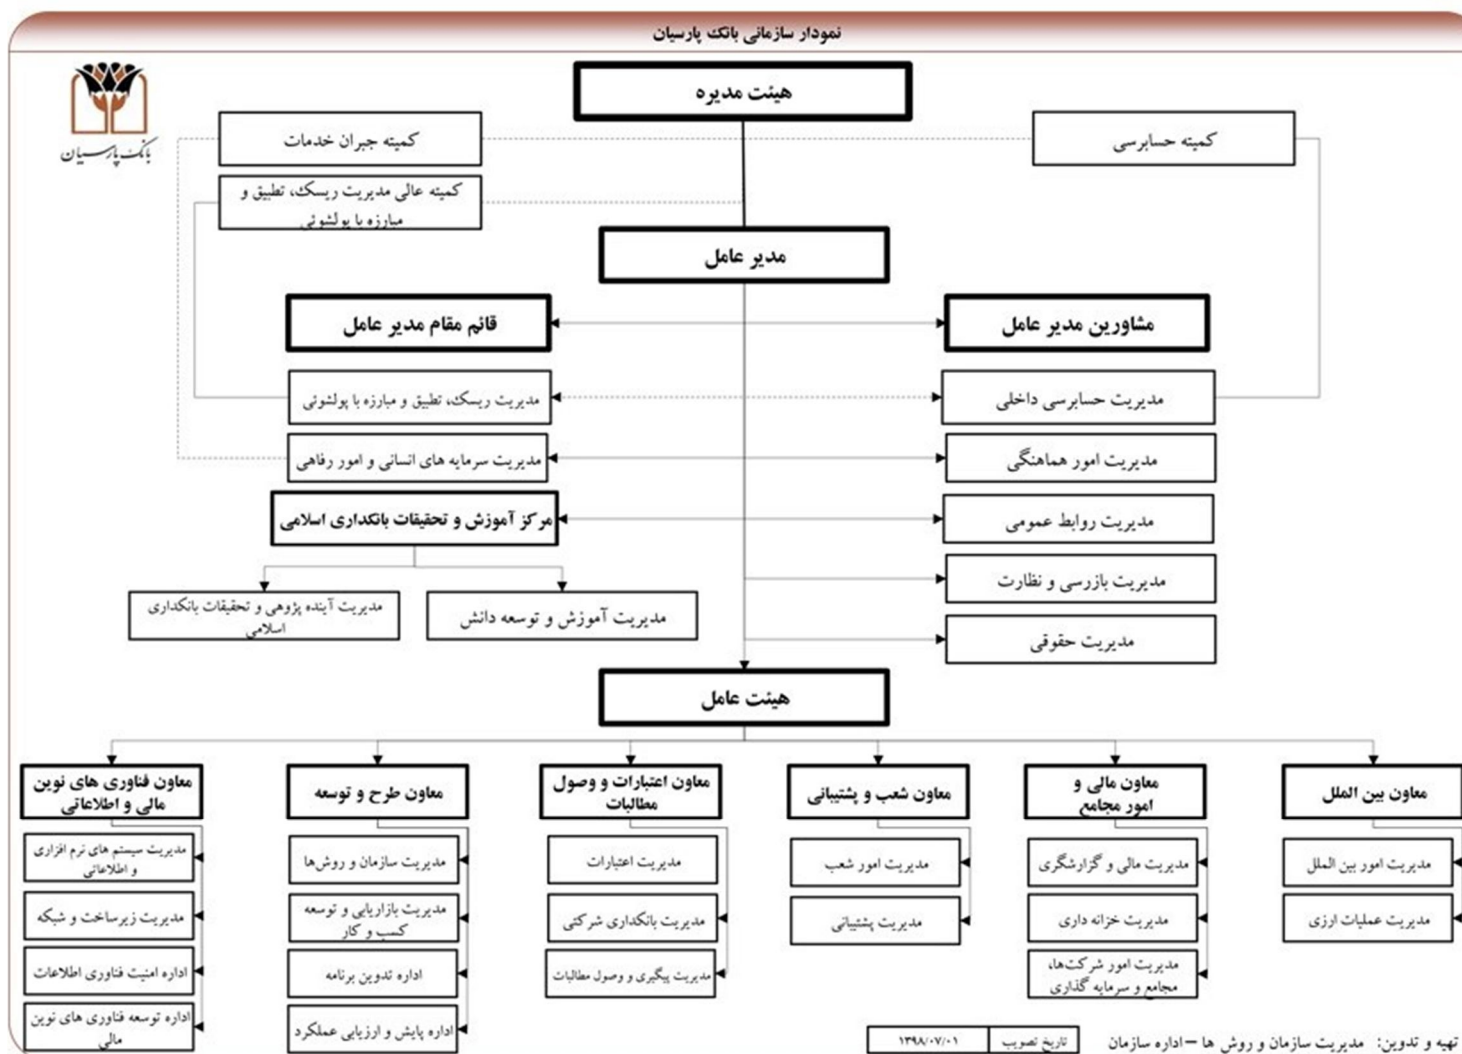 نمودار سازمانی بانک پارسیان
بانک پارسیان
هیئت مدیره
کمیته حسابرسی
کمیته جبران خدمات
کمیته عالی مدیریت ریسک، تطبیق و
مبارزه با پولشوئی
مدیر عامل
مشاورین مدیر عامل
قائم مقام مدیر عامل
مدیریت حسابرسی داخلی
مدیریت ریسک، تطبیق و مبارزه با پولشوئی
مدیریت امور هماهنگی
مدیریت سرمایه های انسانی و امور رفاهی
مدیریت روابط عمومی
مرکز آموزش و تحقیقات بانکداری اسلامی
مدیریت بازرسی و نظارت
مدیریت آموزش و توسعه دانش
مدیریت آینده پژوهی و تحقیقات بانکداری
اسلامی
مدیریت حقوقی
هیئت عامل
معاون بین الملل
مدیریت امور بین الملل
مدیریت عملیات ارزی
معاون مالی و
امور مجامع
مدیریت مالی و گزارشگری
مدیریت خزانه داری
مدیریت امور شرکت‌ها،
مجامع و سرمایه گذاری
معاون شعب و پشتیبانی
مدیریت امور شعب
مدیریت پشتیبانی
معاون اعتبارات و وصول
مطالبات
مدیریت اعتبارات
مدیریت بانکداری شرکتی
مدیریت پیگیری و وصول مطالبات
معاون طرح و توسعه
مدیریت سازمان و روش‌ها
مدیریت بازاریابی و توسعه
کسب و کار
اداره تدوین برنامه
اداره پایش و ارزیابی عملکرد
معاون فناوری های نوین
مالی و اطلاعاتی
مدیریت سیستم های نرم افزاری
و اطلاعاتی
مدیریت زیرساخت و شبکه
اداره امنیت فناوری اطلاعات
اداره توسعه فناوری های نوین
مالی
تهیه و تدوین: مدیریت سازمان و روش ها – اداره سازمان
تاریخ تصویب ۱۳۹۸/۰۷/۰۱